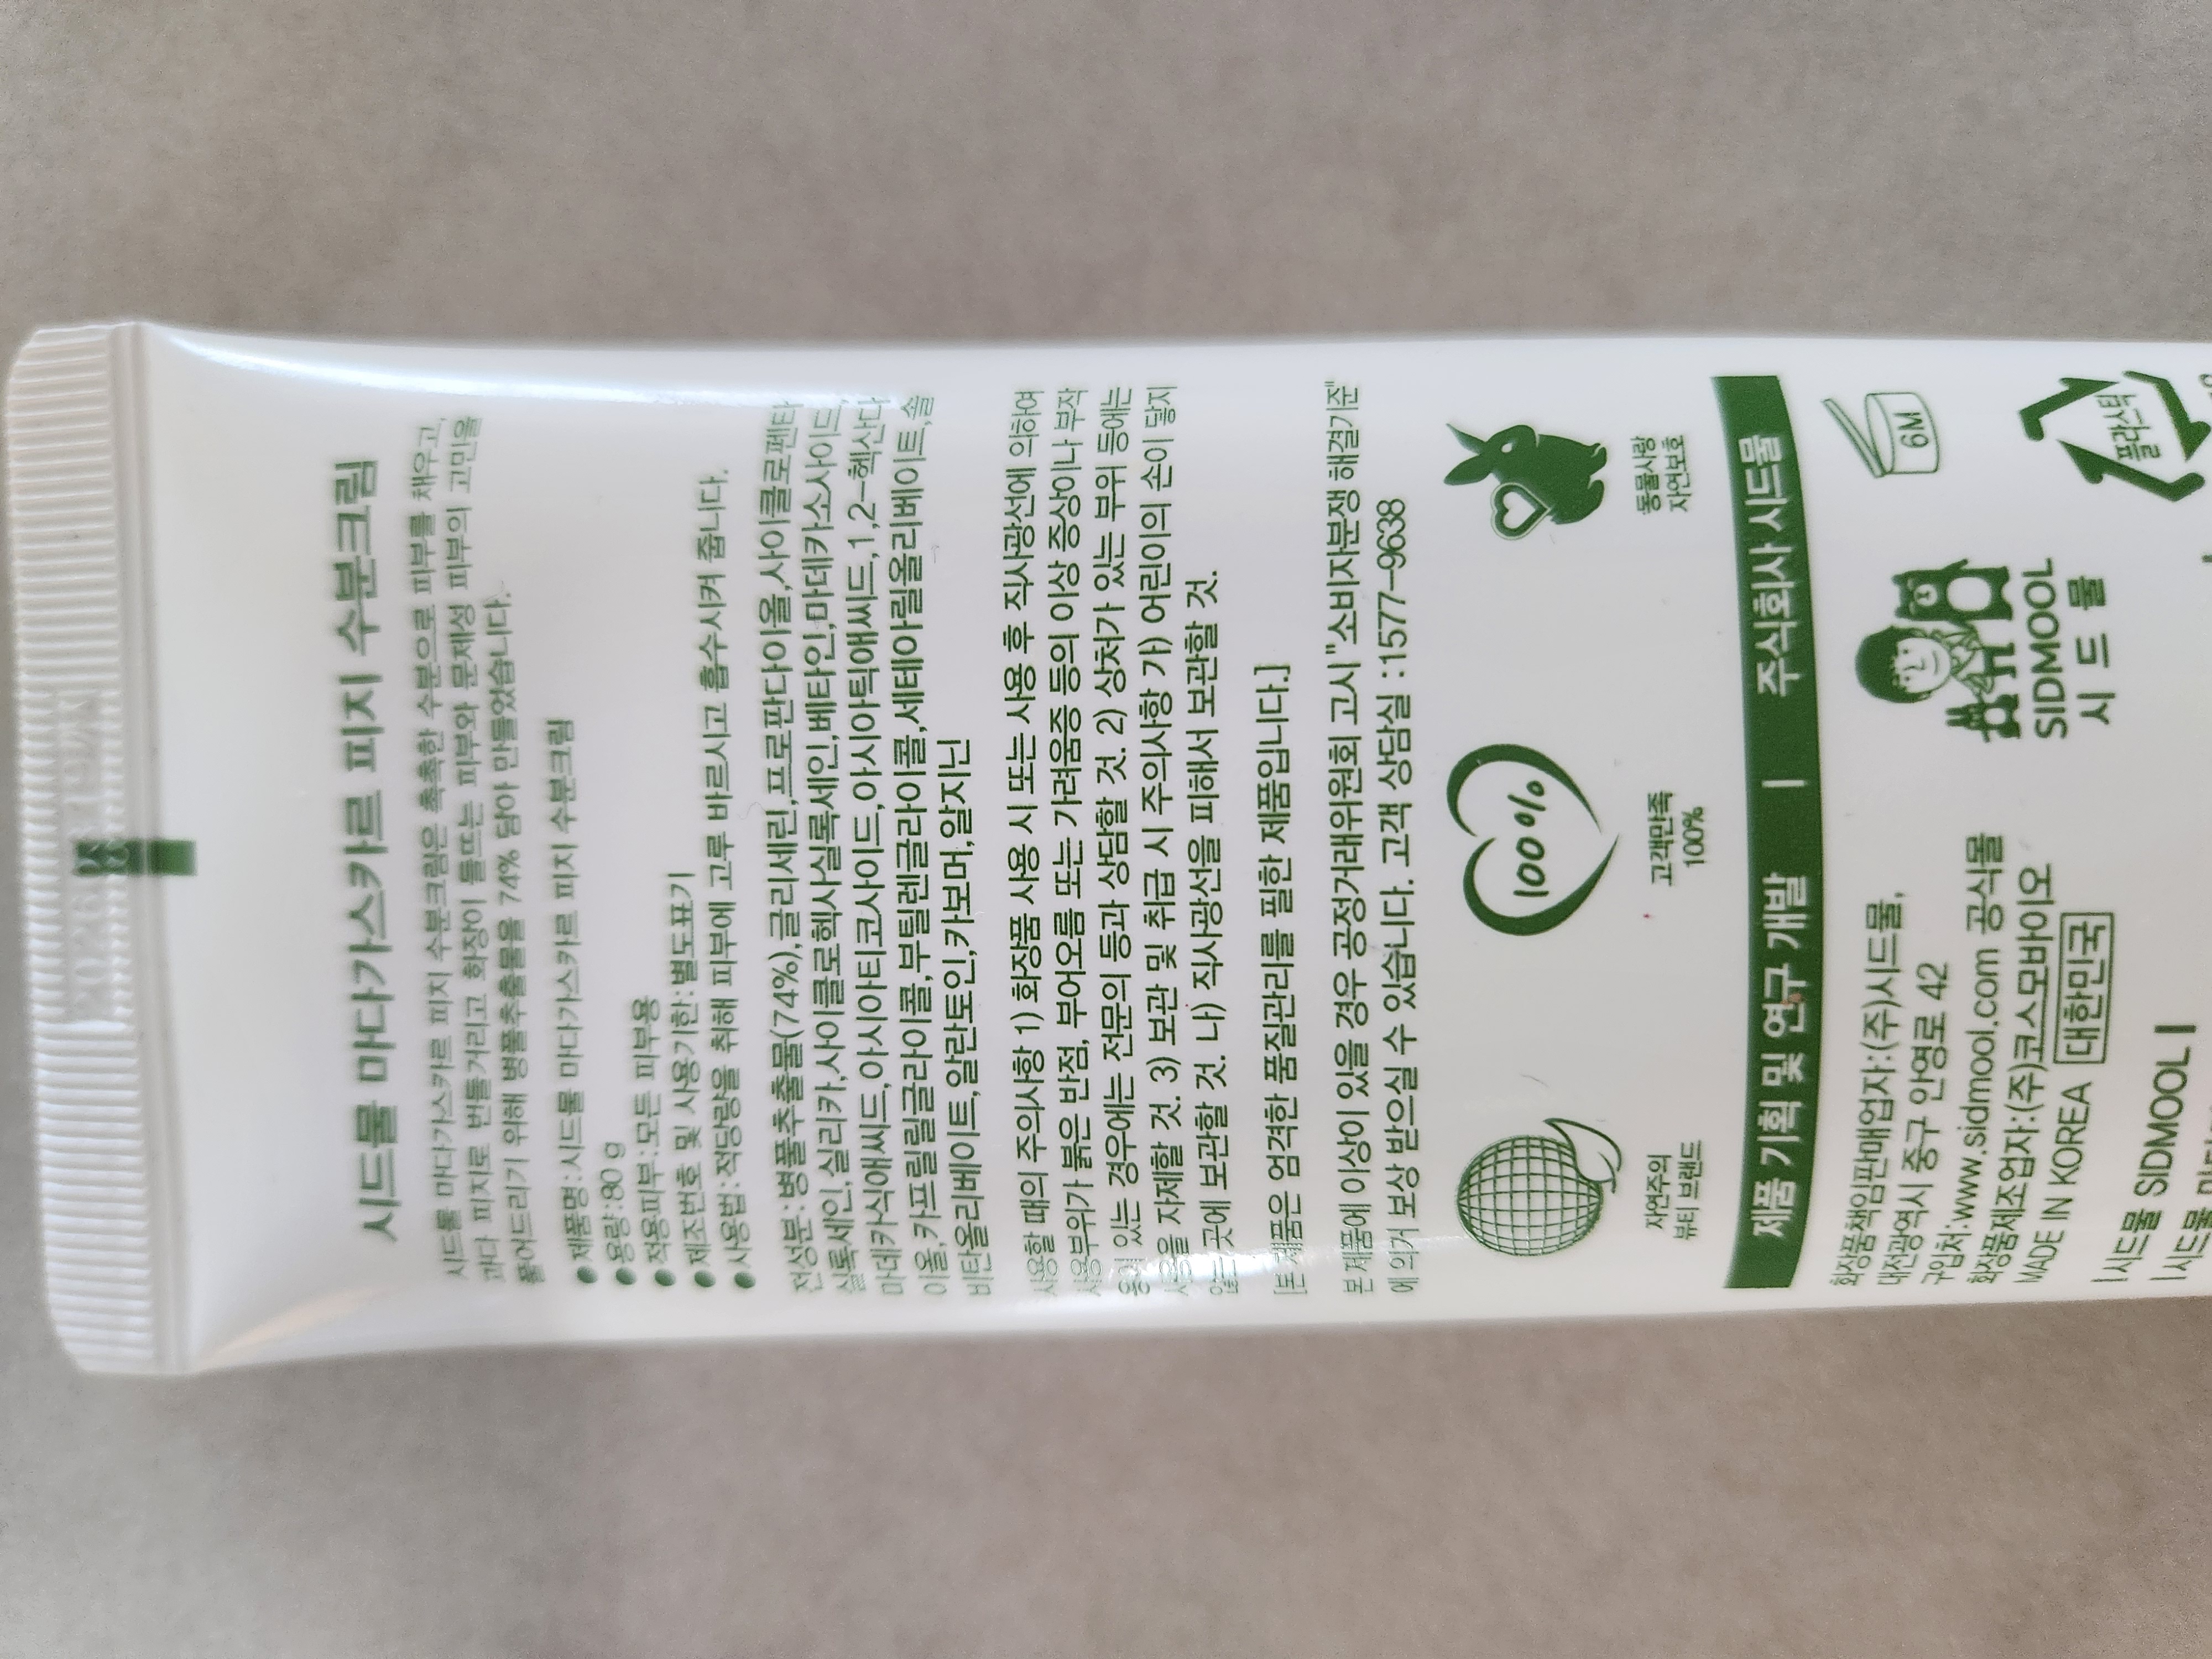 시드물 마다가스카르 피지 수분크림
시드물 마다가스카르 피지 수분크림은 촉촉한 수분으로 피부를 채우고,
과다 피지로 번들거리고 화장이 들뜨는 피부와 문제성 피부의 고민을
풀어드리기 위해 병풀추출물을 74% 담아 만들었습니다.
●제품명:시드물 마다가스카르 피지 수분크림
●용량:80 g
●적용피부:모든 피부용
●제조번호 및 사용기한:별도표기
●사용법:적당량을 취해 피부에 고루 바르시고 흡수시켜 줍니다.
전성분:병풀추출물(74%),글리세린,프로판다이올,사이클로펜타
실록세인,실리카,사이클로헥사실록세인,베타인,마데카소사이드,
마데카식애씨드,아시아티코사이드,아시아틱애씨드,1,2-헥산다
이올,카프릴릴글라이콜,부틸렌글라이콜,세테아릴올리베이트,솔
비탄올리베이트,알란토인,카보머,알지닌
사용할 때의 주의사항 1) 화장품 사용 시 또는 사용 후 직사광선에 의하여
사용부위가 붉은 반점, 부어오름 또는 가려움증 등의 이상 증상이나 부작
용이 있는 경우에는 전문의 등과 상담할 것. 2) 상처가 있는 부위 등에는
사용을 자제할 것. 3) 보관 및 취급 시 주의사항 가) 어린이의 손이 닿지
않는 곳에 보관할 것. 나) 직사광선을 피해서 보관할 것.
[본 제품은 엄격한 품질관리를 필한 제품입니다.]
본 제품에 이상이 있을 경우 공정거래위원회 고시"소비자분쟁 해결기준"
에 의거 보상 받으실 수 있습니다. 고객 상담실 :1577-9638
100%
자연주의
뷰티 브랜드
고객만족
100%
동물사랑
자연보호
제품 기획 및 연구 개발 | 주식회사 시드물
화장품책임판매업자:(주)시드물,
대전광역시 중구 안영로 42
구입처:www.sidmool.com 공식몰
화장품제조업자:(주)코스모바이오
MADE IN KOREA 대한민국
SIDMOOL
시드물
6M
플라스틱
| 시드물 SIDMOOL |
| 시드물